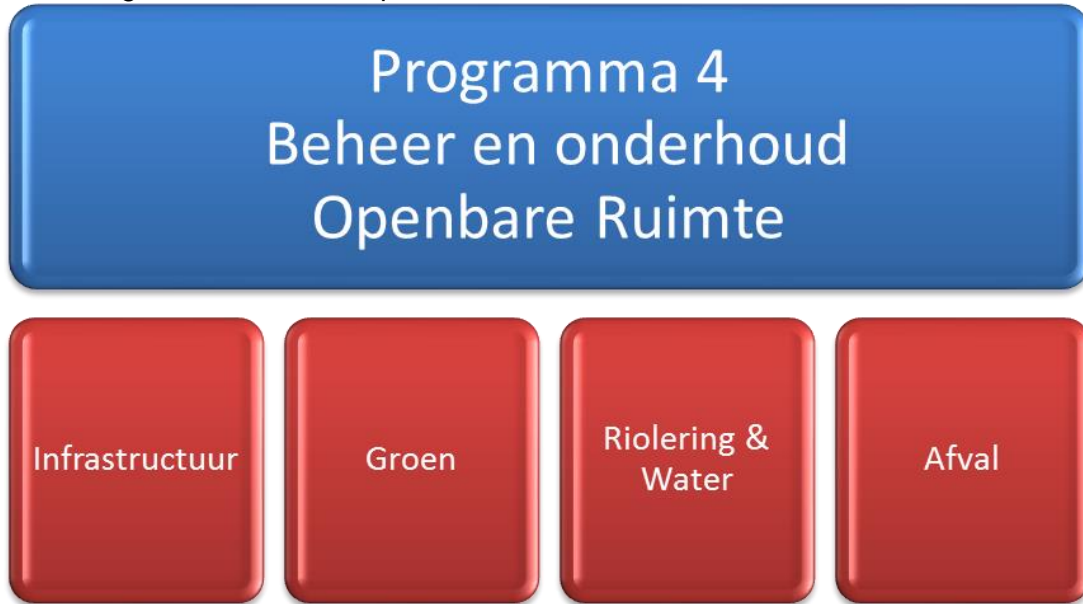 Programma 4
Beheer en onderhoud
Openbare Ruimte
Infrastructuur
Groen
Riolering &
Water
Afval